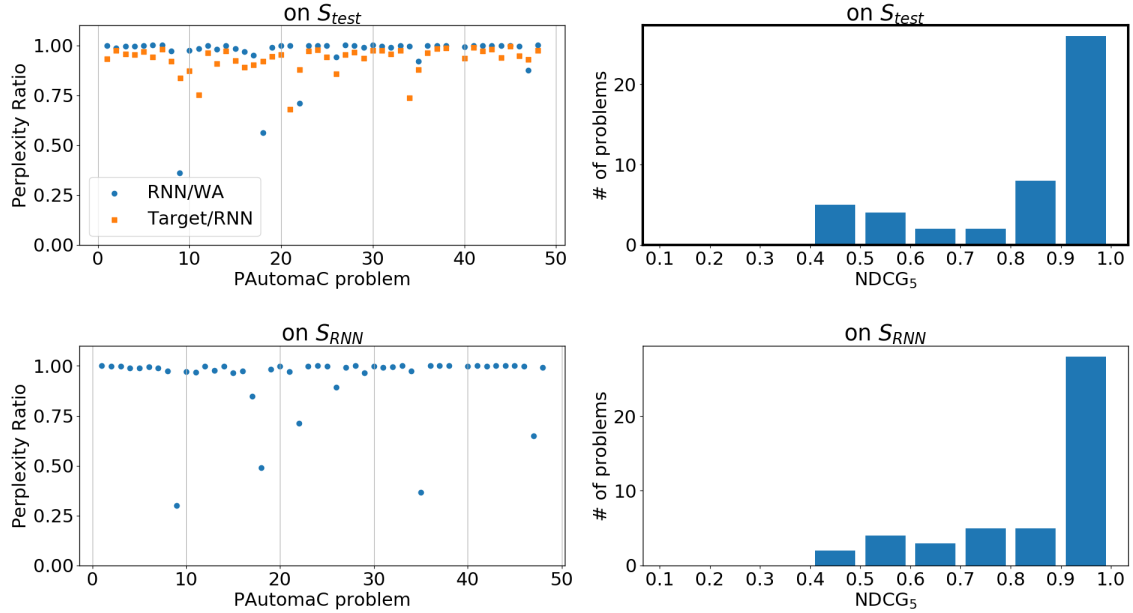 on S_test
Perplexity Ratio
1.00
0.75
0.50
0.25
0.00
RNN/WA
Target/RNN
0 10 20 30 40 50
PAutomaC problem
on S_test
# of problems
20
10
0
0.1 0.2 0.3 0.4 0.5 0.6 0.7 0.8 0.9 1.0
NDCG₅
on S_RNN
Perplexity Ratio
1.00
0.75
0.50
0.25
0.00
0 10 20 30 40 50
PAutomaC problem
on S_RNN
# of problems
20
10
0
0.1 0.2 0.3 0.4 0.5 0.6 0.7 0.8 0.9 1.0
NDCG₅